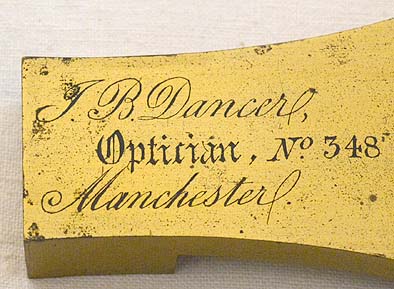 J. B. Dancer,
Optician, No 348
Manchester.